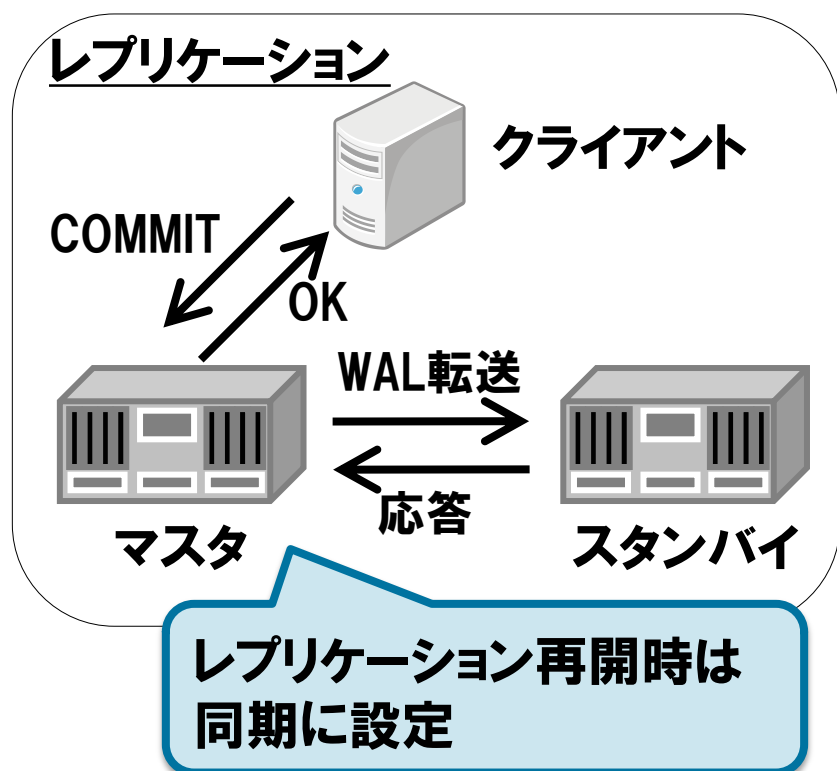 レプリケーション
クライアント
COMMIT
OK
WAL転送
応答
マスタ
スタンバイ
レプリケーション再開時は
同期に設定